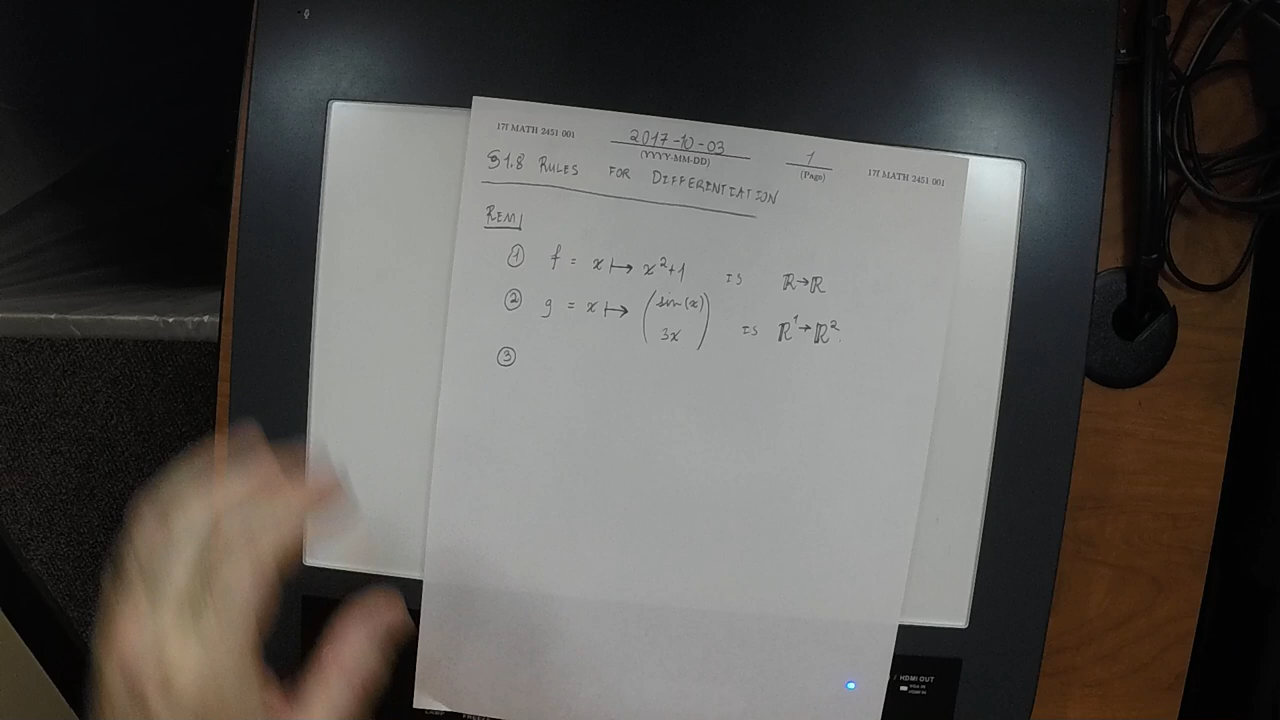 17f MATH 2451 001 2017-10-03 1 17f MATH 2451 001
(YYYY-MM-DD) (Page)
§1.8 RULES FOR DIFFERENTIATION
REM
① f = x ↦ x²+1 IS ℝ→ℝ
② g = x ↦ (sin(x) 3x) IS ℝ¹→ℝ².
③
HDMI OUT